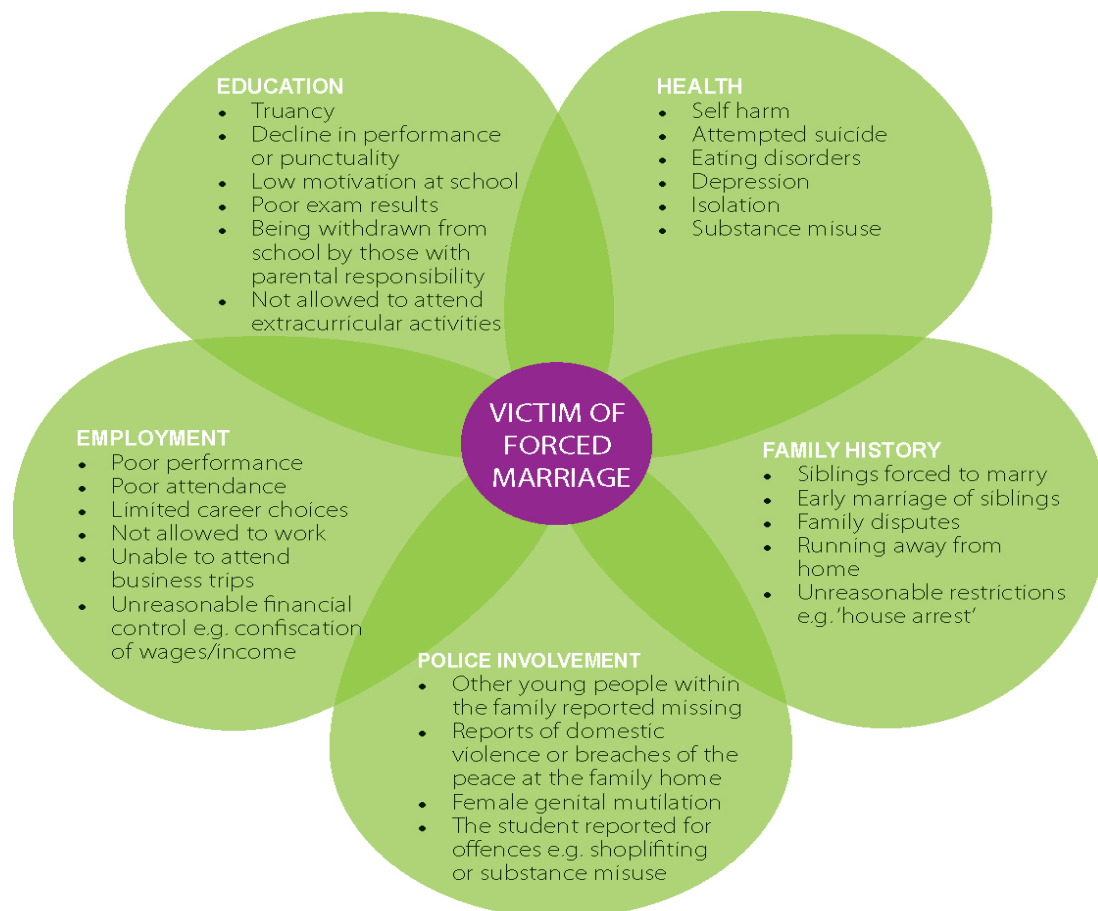 EDUCATION
• Truancy
• Decline in performance
or punctuality
• Low motivation at school
• Poor exam results
• Being withdrawn from
school by those with
parental responsibility
• Not allowed to attend
extracurricular activities
HEALTH
• Self harm
• Attempted suicide
• Eating disorders
• Depression
• Isolation
• Substance misuse
VICTIM OF
FORCED
MARRIAGE
EMPLOYMENT
• Poor performance
• Poor attendance
• Limited career choices
• Not allowed to work
• Unable to attend
business trips
• Unreasonable financial
control e.g. confiscation
of wages/income
FAMILY HISTORY
• Siblings forced to marry
• Early marriage of siblings
• Family disputes
• Running away from
home
• Unreasonable restrictions
e.g.‘house arrest’
POLICE INVOLVEMENT
• Other young people within
the family reported missing
• Reports of domestic
violence or breaches of the
peace at the family home
• Female genital mutilation
• The student reported for
offences e.g. shoplifiting
or substance misuse